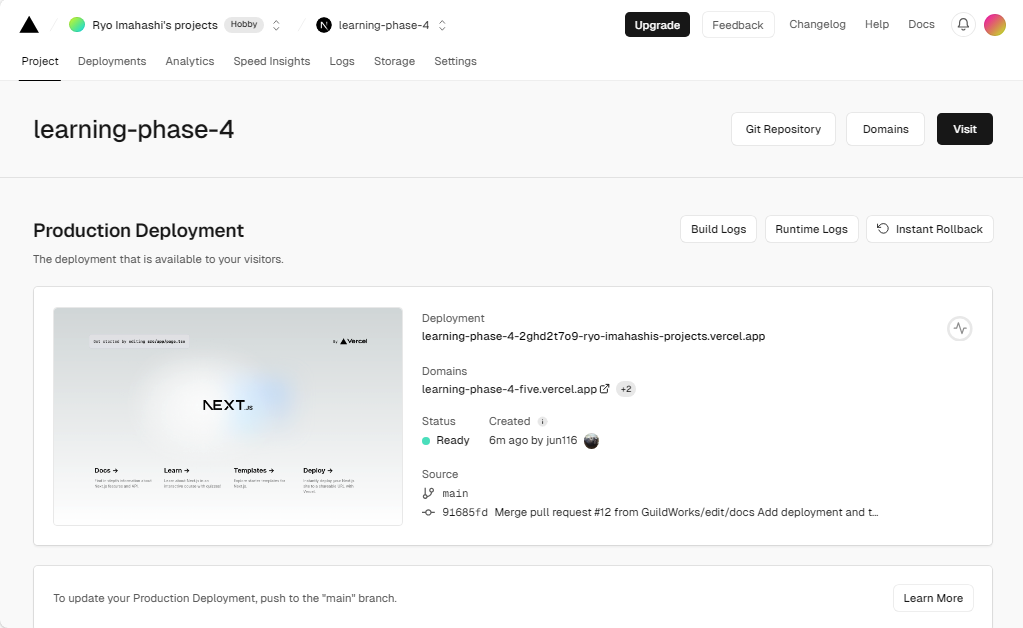 Ryo Imahashi's projects Hobby learning-phase-4 Upgrade Feedback Changelog Help Docs
Project Deployments Analytics Speed Insights Logs Storage Settings
learning-phase-4 Git Repository Domains Visit
Production Deployment Build Logs Runtime Logs Instant Rollback
The deployment that is available to your visitors.
Get started by editing src/app/page.tsx By Vercel
NEXT.JS
Docs → Learn → Templates → Deploy →
Deployment
learning-phase-4-2ghd2t7o9-ryo-imahashis-projects.vercel.app
Domains
learning-phase-4-five.vercel.app +2
Status Created
Ready 6m ago by jun116
Source
main
91685fd Merge pull request #12 from GuildWorks/edit/docs Add deployment and t...
To update your Production Deployment, push to the "main" branch. Learn More